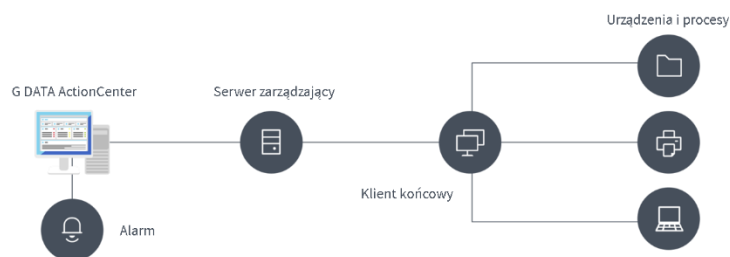 Urządzenia i procesy
G DATA ActionCenter
Serwer zarządzający
Klient końcowy
Alarm